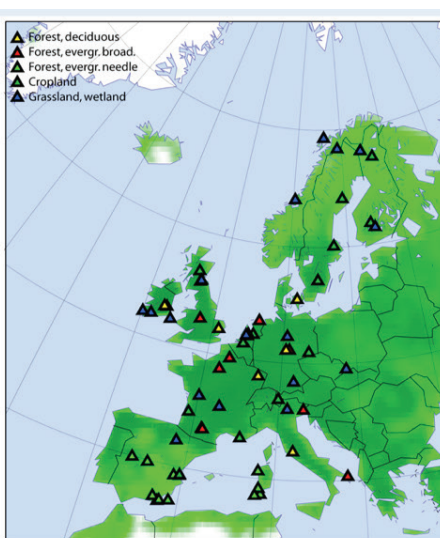 Forest, deciduous
Forest, evergr. broad.
Forest, evergr. needle
Cropland
Grassland, wetland